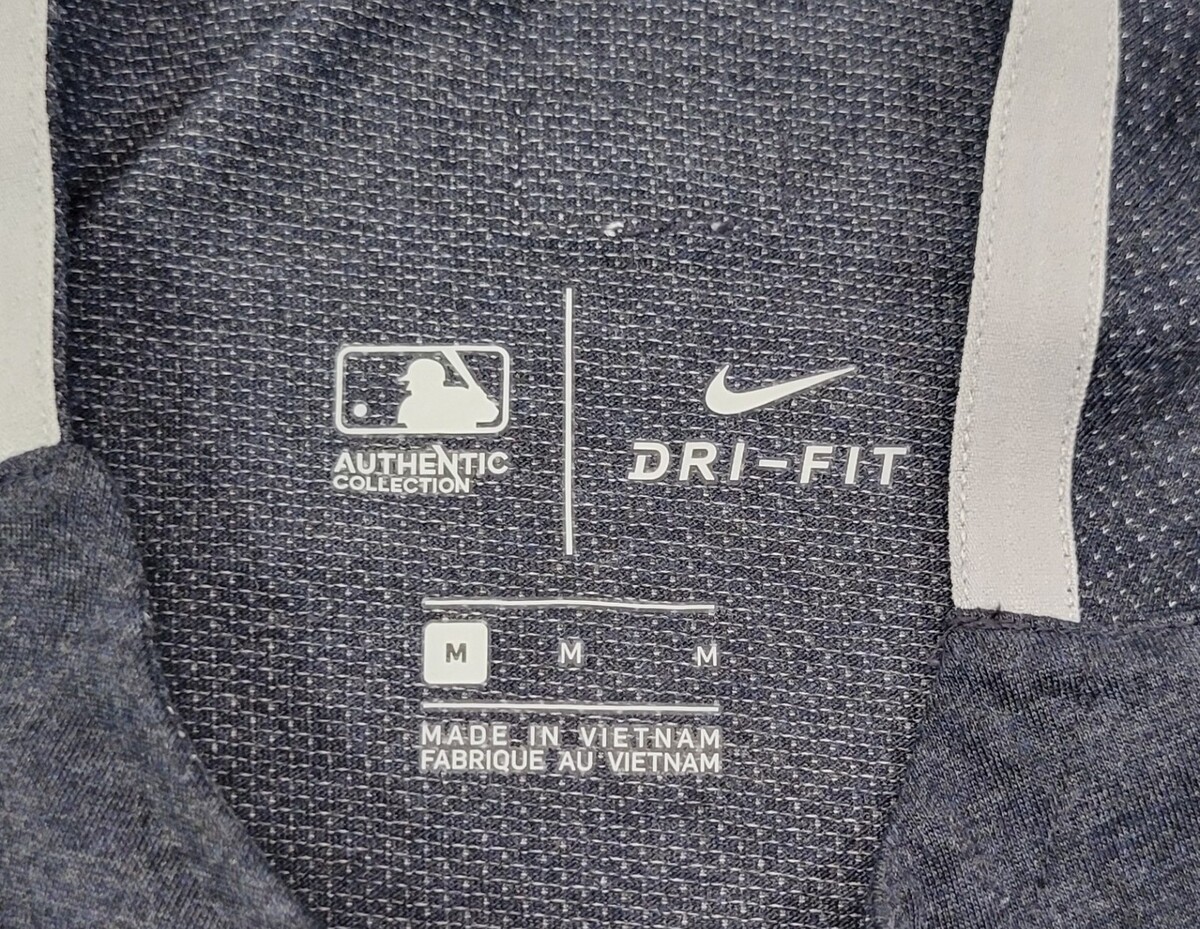 AUTHENTIC
COLLECTION
DRI-FIT
M M M
MADE IN VIETNAM
FABRIQUE AU VIETNAM